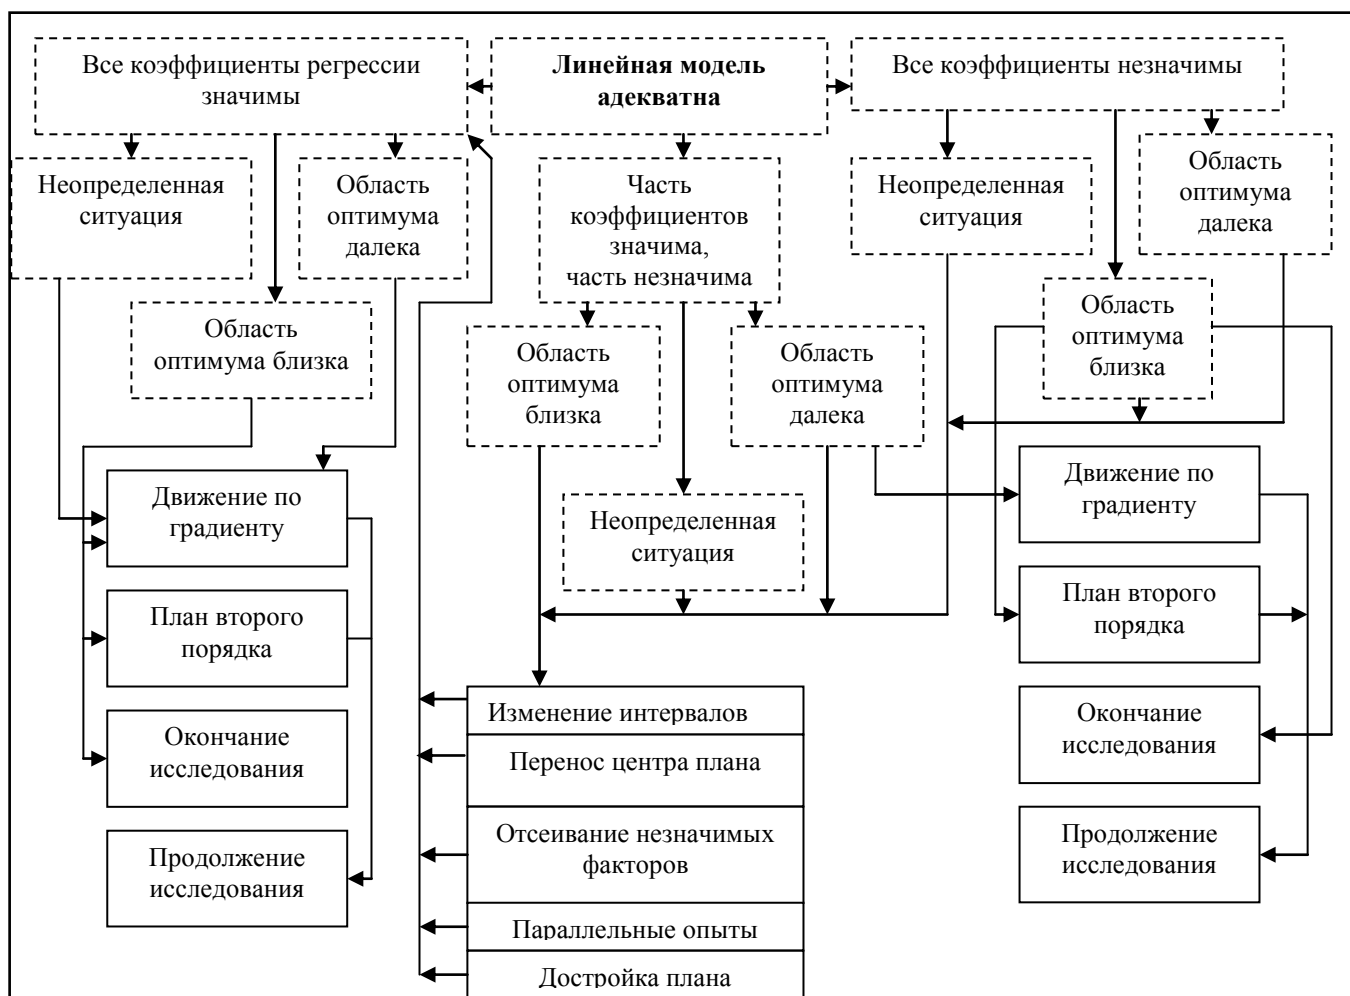 Все коэффициенты регрессии
значимы
Линейная модель
адекватна
Все коэффициенты незначимы
Неопределенная
ситуация
Область
оптимума
далека
Часть
коэффициентов
значима,
часть незначима
Неопределенная
ситуация
Область
оптимума
далека
Область
оптимума близка
Область
оптимума
близка
Область
оптимума
далека
Область
оптимума
близка
Движение по
градиенту
Неопределенная
ситуация
Движение по
градиенту
План второго
порядка
План второго
порядка
Окончание
исследования
Продолжение
исследования
Изменение интервалов
Перенос центра плана
Отсеивание незначимых
факторов
Параллельные опыты
Достройка плана
Окончание
исследования
Продолжение
исследования